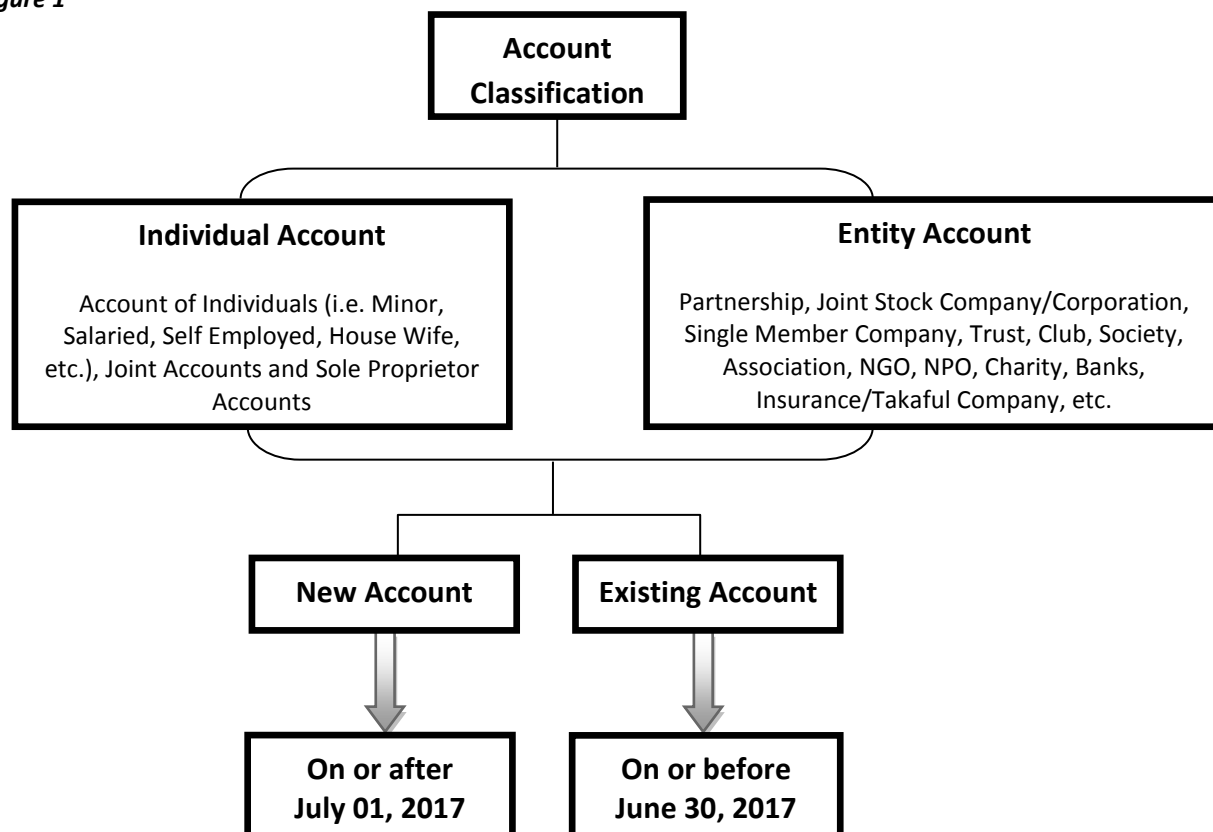 gure 1
Account
Classification
Individual Account
Account of Individuals (i.e. Minor,
Salaried, Self Employed, House Wife,
etc.), Joint Accounts and Sole Proprietor
Accounts
Entity Account
Partnership, Joint Stock Company/Corporation,
Single Member Company, Trust, Club, Society,
Association, NGO, NPO, Charity, Banks,
Insurance/Takaful Company, etc.
New Account
Existing Account
On or after
July 01, 2017
On or before
June 30, 2017